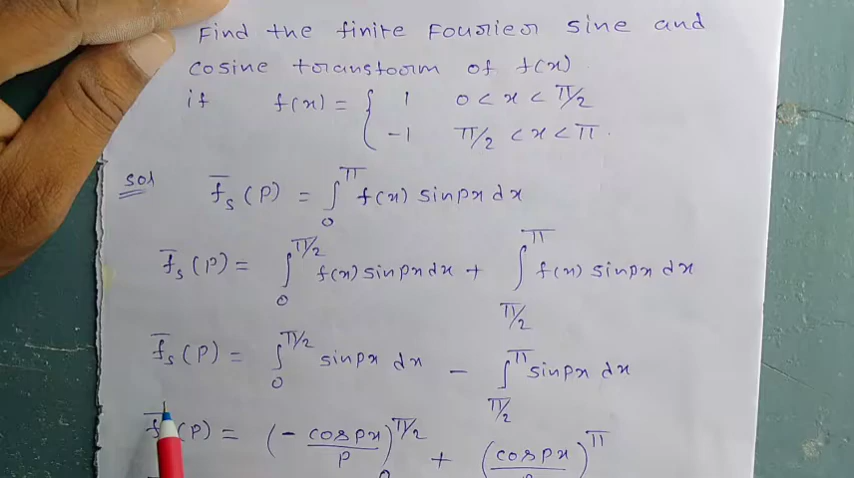 Find the finite Fourier sine and
cosine transform of f(x)
if f(x) = { 1 0 < x < π/2
-1 π/2 < x < π.
sol f̄s (P) = ∫₀^π f(x) sinpx dx
f̄s (P) = ∫₀^π/2 f(x) sinpx dx + ∫π/2^π f(x) sinpx dx
f̄s (P) = ∫₀^π/2 sinpx dx - ∫π/2^π sinpx dx
(P) = (- cospx/P)₀^π/2 + (cospx/P)^π